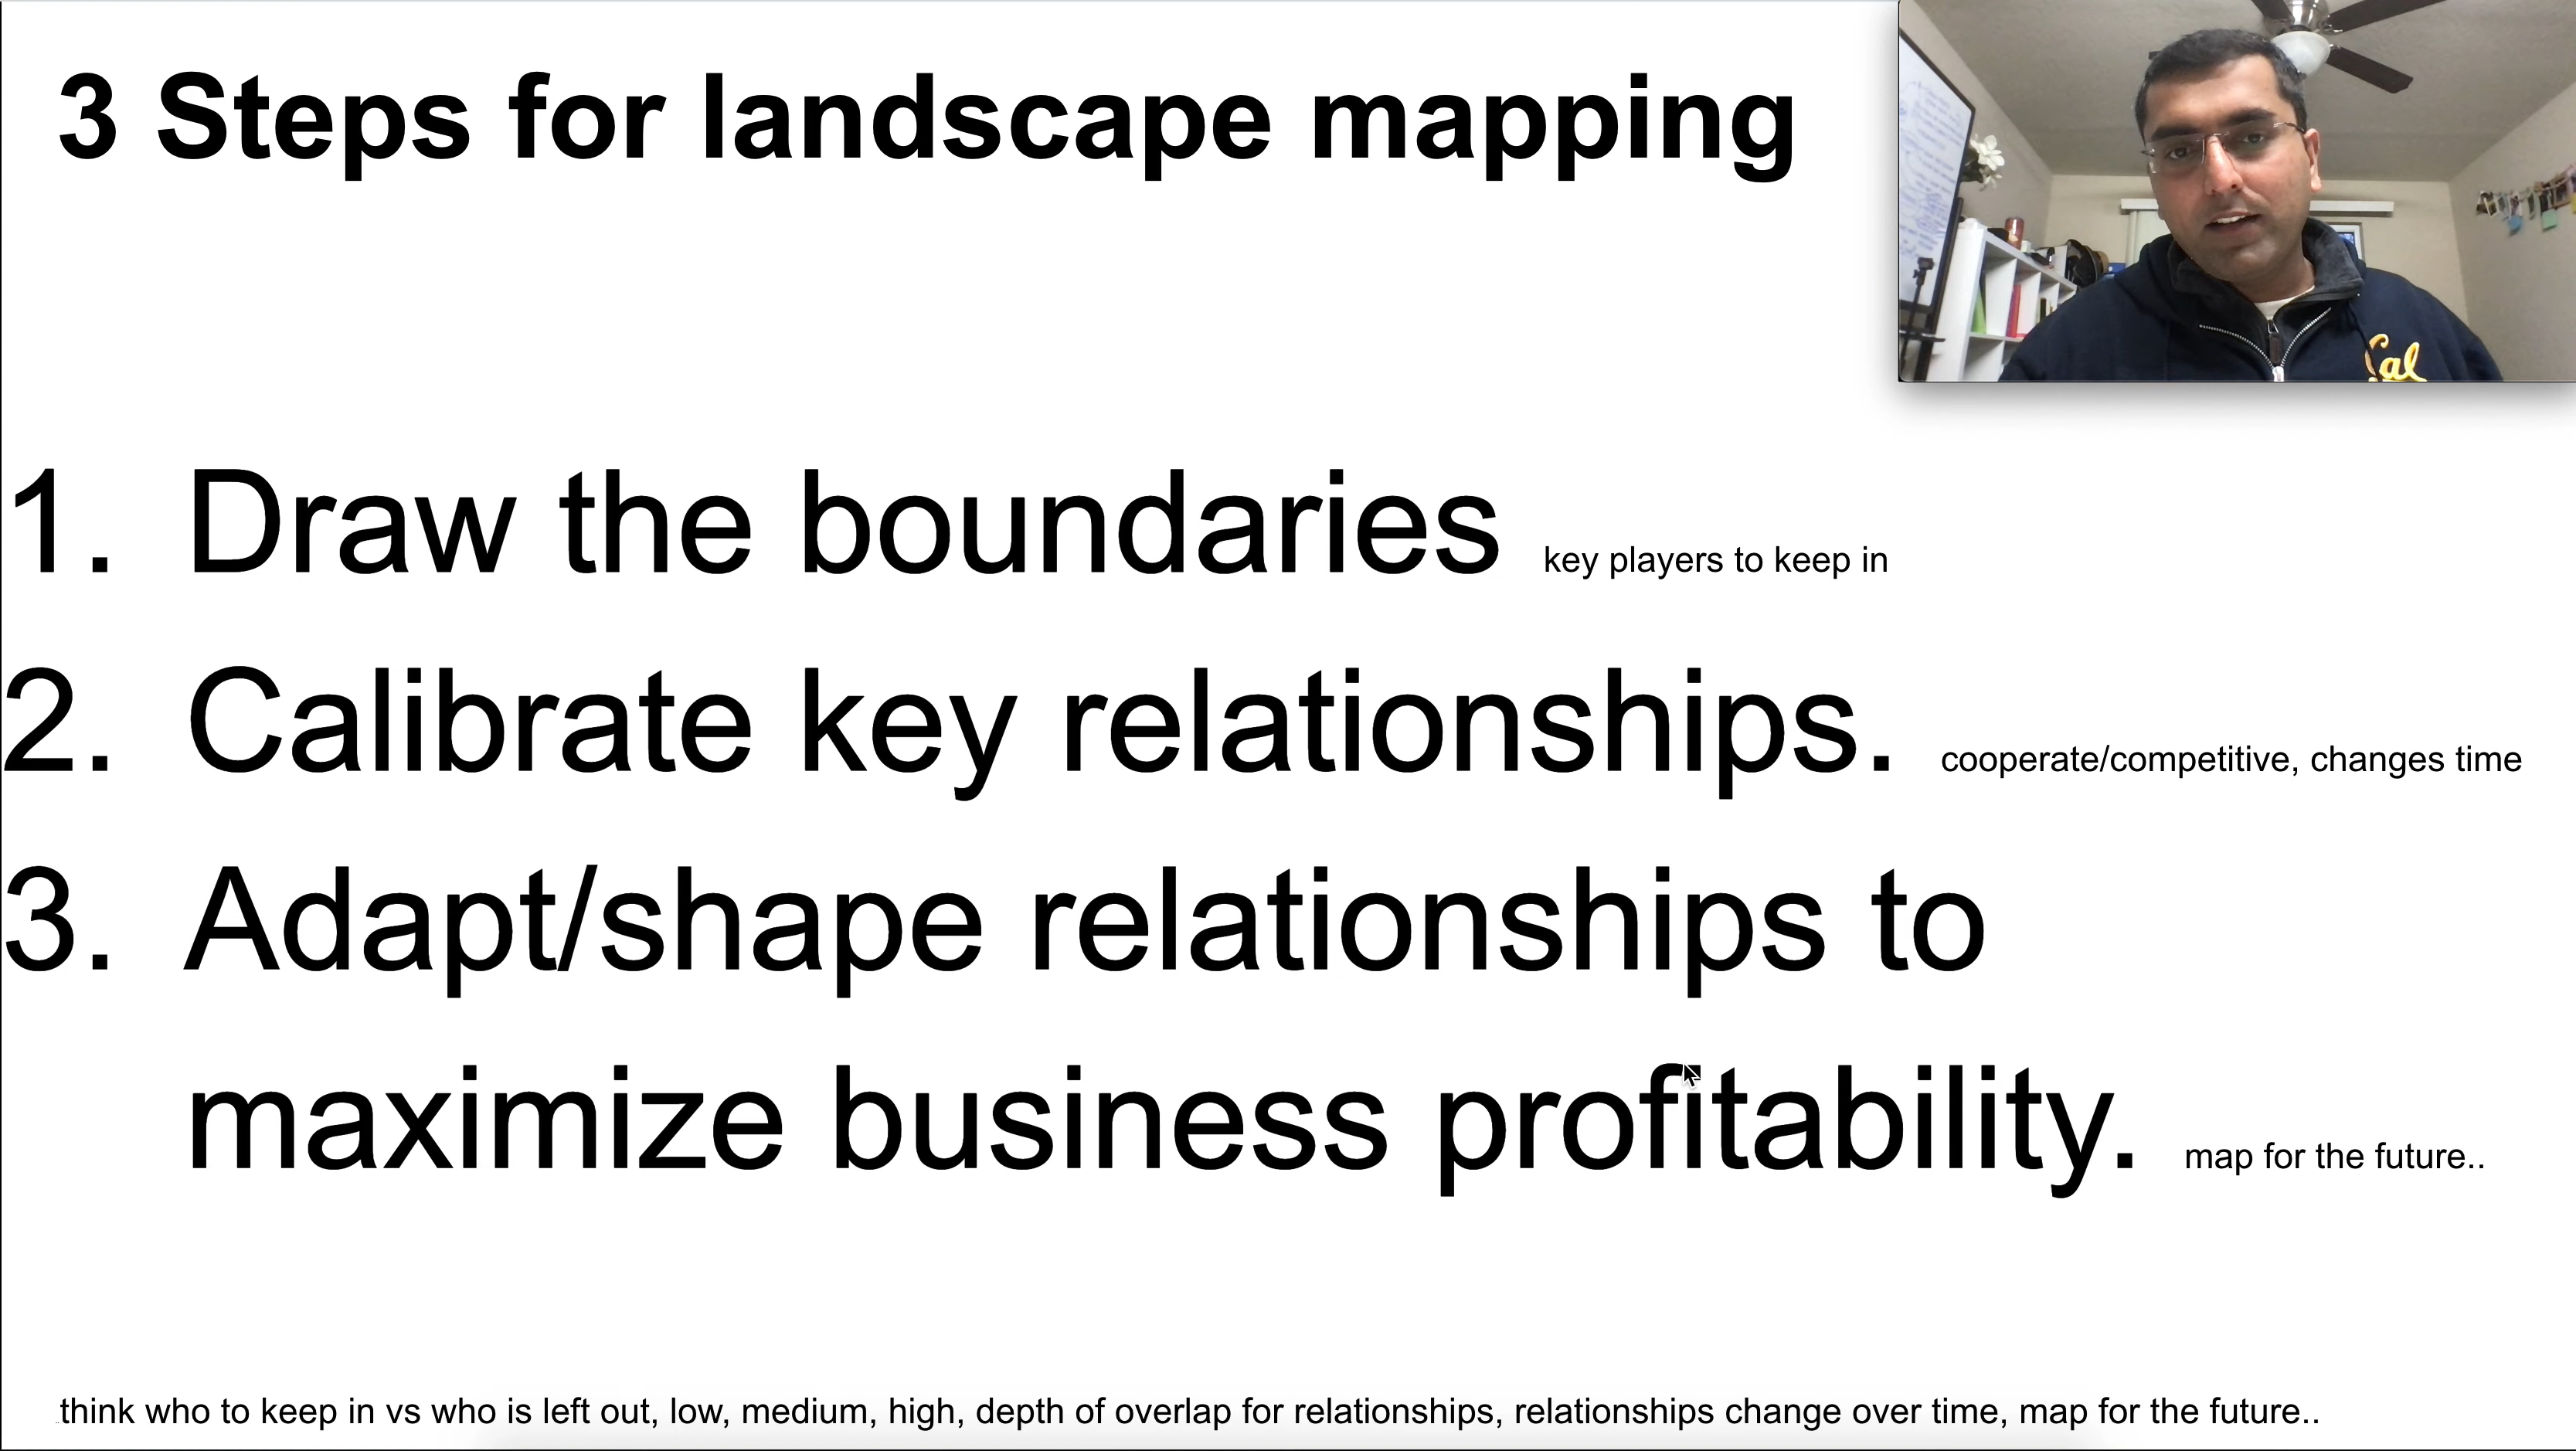 3 Steps for landscape mapping
Cal
1. Draw the boundaries key players to keep in
2. Calibrate key relationships. cooperate/competitive, changes time
3. Adapt/shape relationships to
maximize business profitability. map for the future..
think who to keep in vs who is left out, low, medium, high, depth of overlap for relationships, relationships change over time, map for the future..